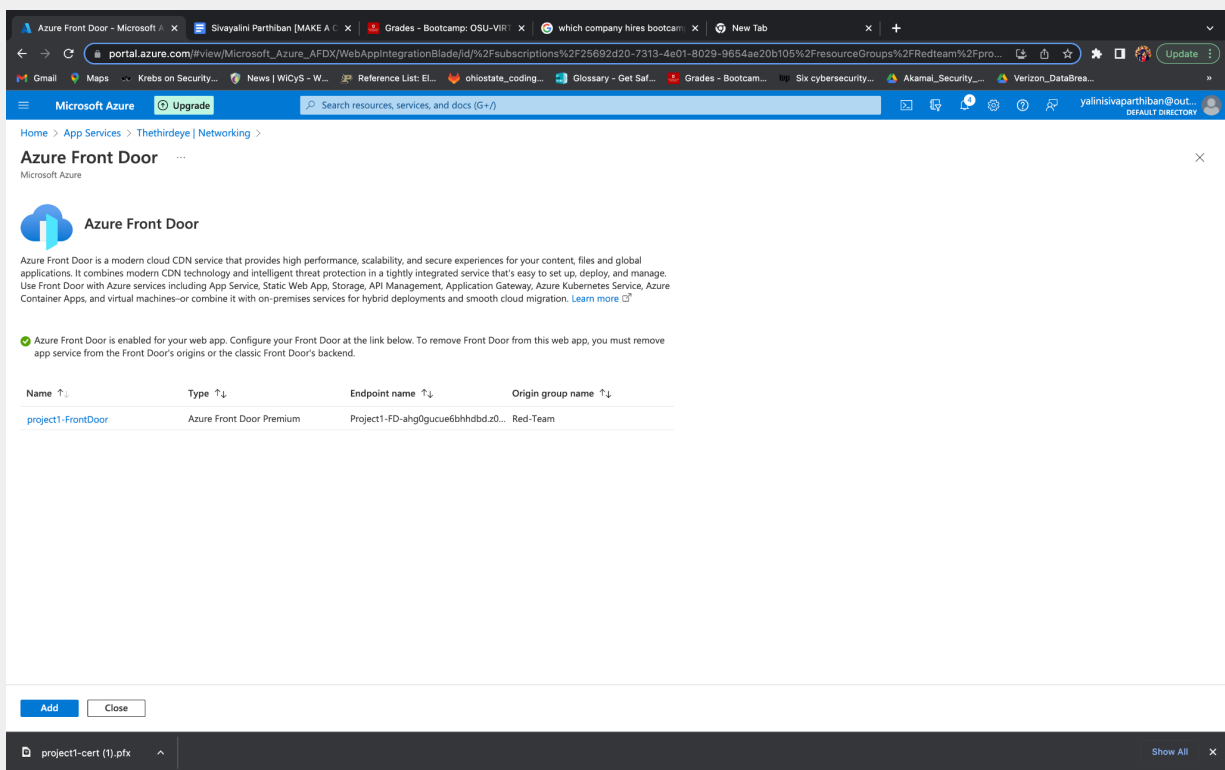 Azure Front Door - Microsoft A
Sivayalini Parthiban [MAKE A C
Grades - Bootcamp: OSU-VIRT
which company hires bootcam
New Tab
portal.azure.com/#view/Microsoft_Azure_AFDX/WebAppIntegrationBlade/id/%2Fsubscriptions%2F25692d20-7313-4e01-8029-9654ae20b105%2FresourceGroups%2FRedteam%2Fpro...
Update
Gmail
Maps
Krebs on Security...
News | WiCyS - W...
Reference List: El...
ohiostate_coding...
Glossary - Get Saf...
Grades - Bootcam...
Six cybersecurity...
Akamai_Security_...
Verizon_DataBrea...
»
Microsoft Azure
Upgrade
Search resources, services, and docs (G+/)
4
yalinisivaparthiban@out...
DEFAULT DIRECTORY
Home > App Services > Thethirdeye | Networking >
Azure Front Door ...
Microsoft Azure
Azure Front Door
Azure Front Door is a modern cloud CDN service that provides high performance, scalability, and secure experiences for your content, files and global
applications. It combines modern CDN technology and intelligent threat protection in a tightly integrated service that's easy to set up, deploy, and manage.
Use Front Door with Azure services including App Service, Static Web App, Storage, API Management, Application Gateway, Azure Kubernetes Service, Azure
Container Apps, and virtual machines–or combine it with on-premises services for hybrid deployments and smooth cloud migration. Learn more
Azure Front Door is enabled for your web app. Configure your Front Door at the link below. To remove Front Door from this web app, you must remove
app service from the Front Door's origins or the classic Front Door's backend.
Name ↑↓ Type ↑↓ Endpoint name ↑↓ Origin group name ↑↓
project1-FrontDoor Azure Front Door Premium Project1-FD-ahg0gucue6bhhdbd.z0... Red-Team
Add
Close
project1-cert (1).pfx
Show All